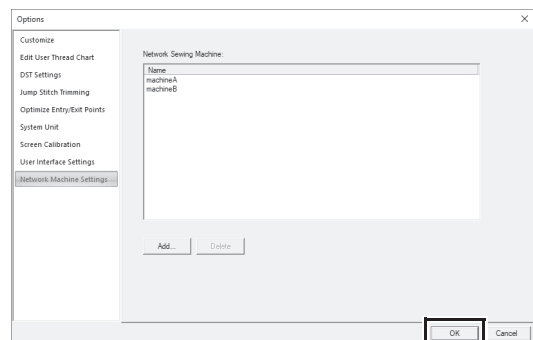 Options
Customize
Edit User Thread Chart
DST Settings
Jump Stitch Trimming
Optimize Entry/Exit Points
System Unit
Screen Calibration
User Interface Settings
Network Machine Settings
Network Sewing Machine:
Name
machineA
machineB
Add...
Delete
OK
Cancel